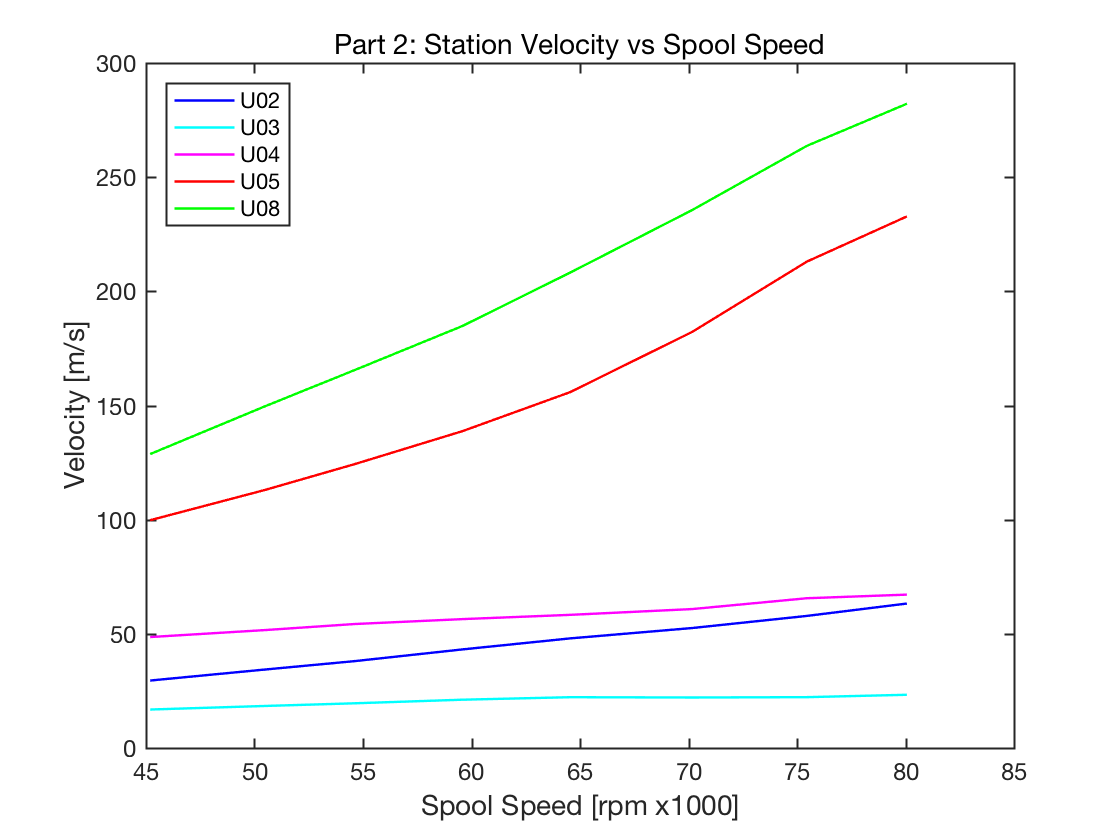 Part 2: Station Velocity vs Spool Speed
300
250
200
150
100
50
0
U02
U03
U04
U05
U08
Velocity [m/s]
45 50 55 60 65 70 75 80 85
Spool Speed [rpm x1000]